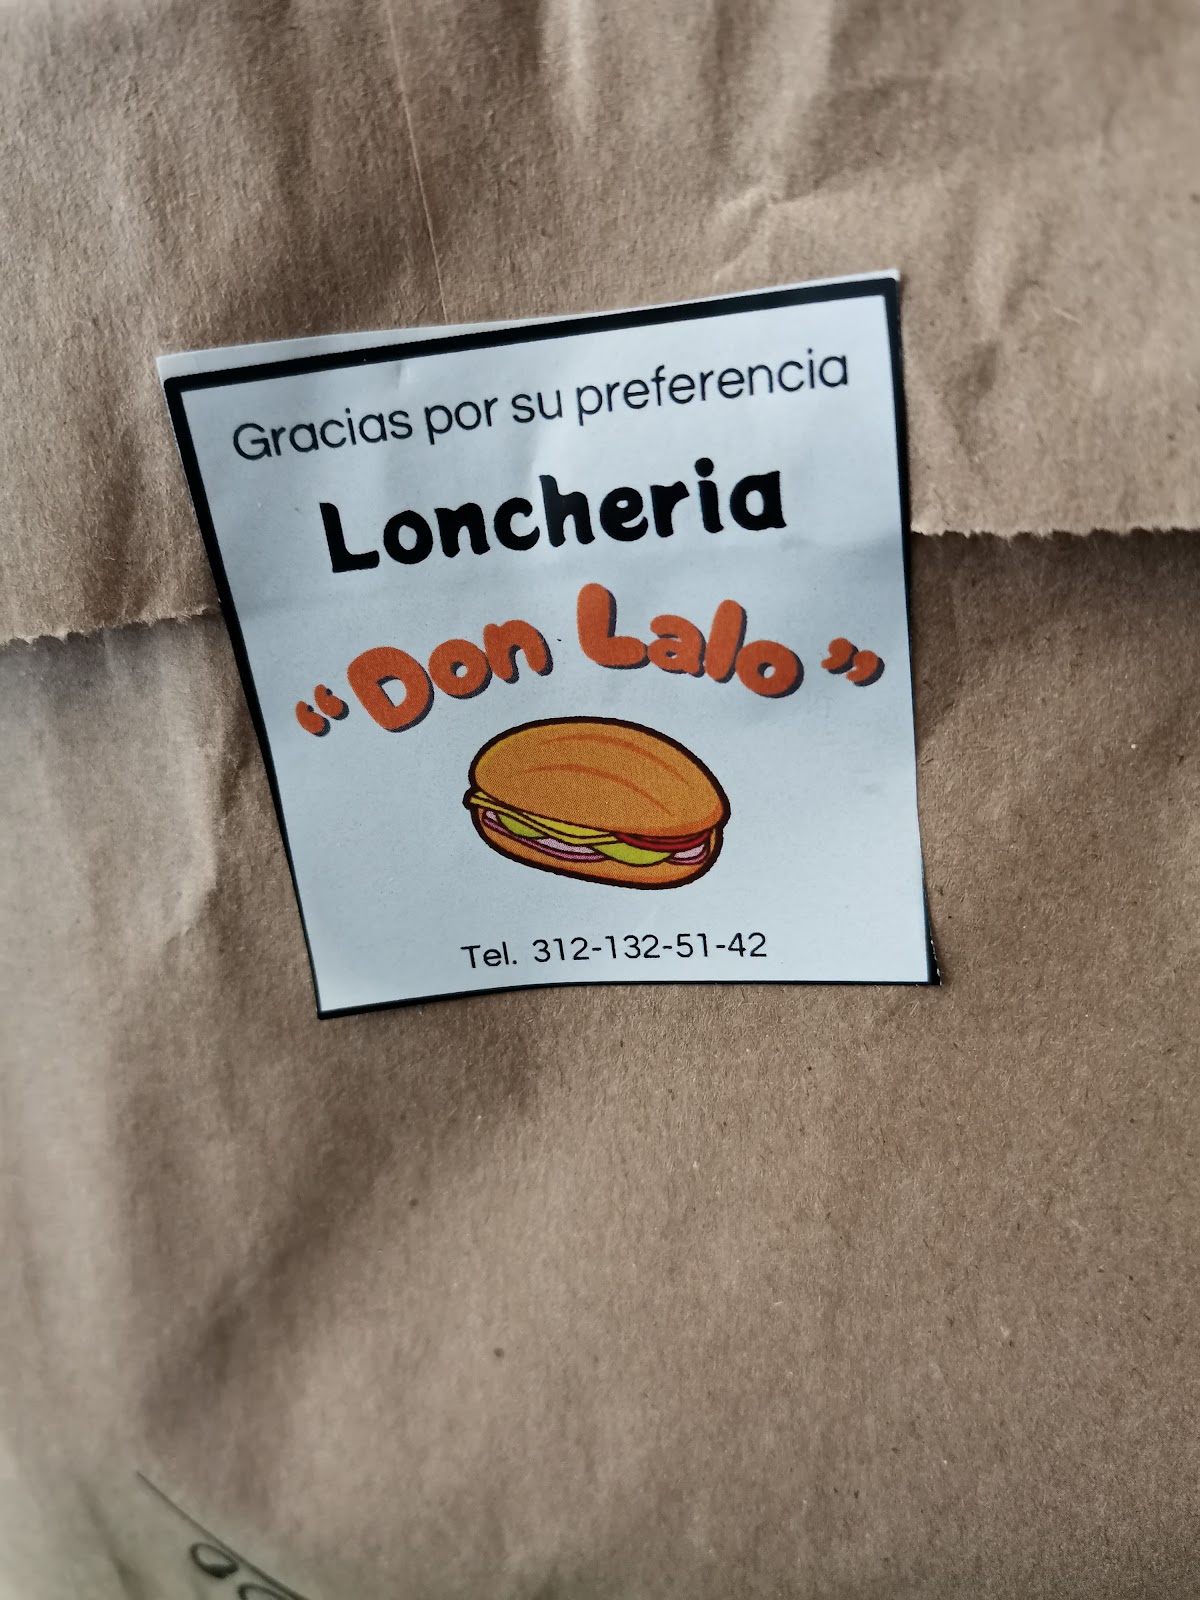 Gracias por su preferencia
Loncheria
“Don Lalo”
Tel. 312-132-51-42